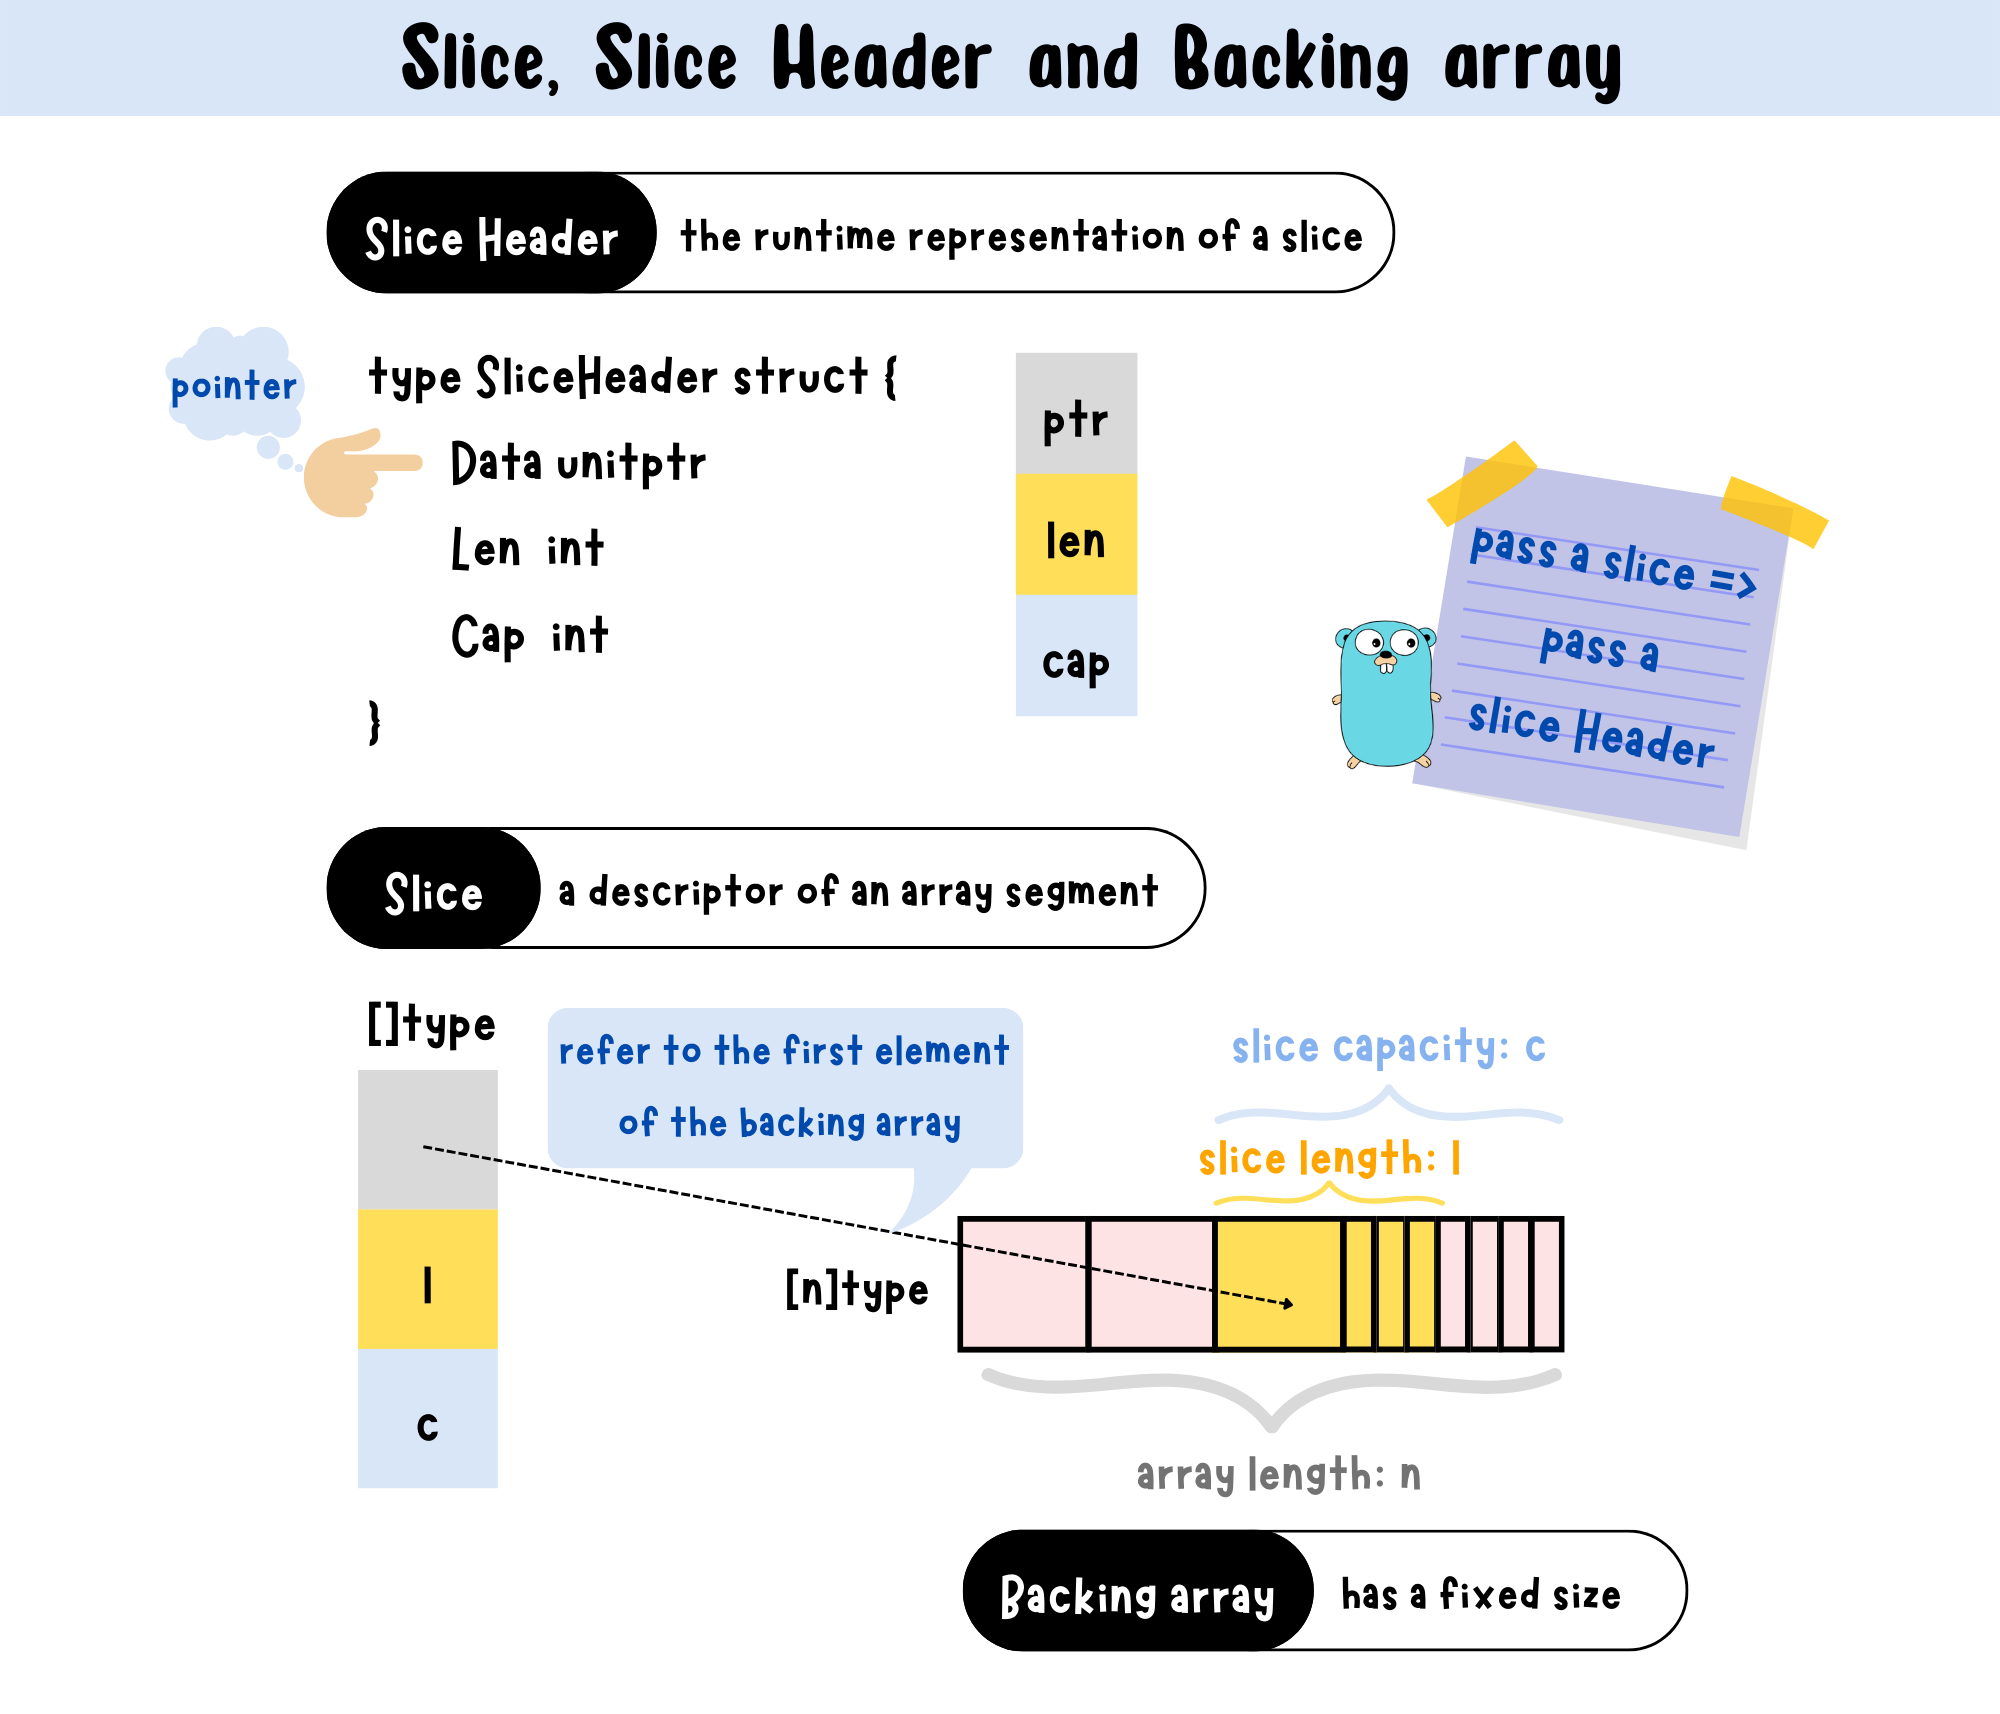 Slice, Slice Header and Backing array
Slice Header
the runtime representation of a slice
pointer
type SliceHeader struct {
Data unitptr
Len int
Cap int
}
ptr
len
cap
pass a slice =>
pass a
slice Header
Slice
a descriptor of an array segment
[]type
l
c
refer to the first element
of the backing array
slice capacity: c
slice length: l
[n]type
array length: n
Backing array
has a fixed size